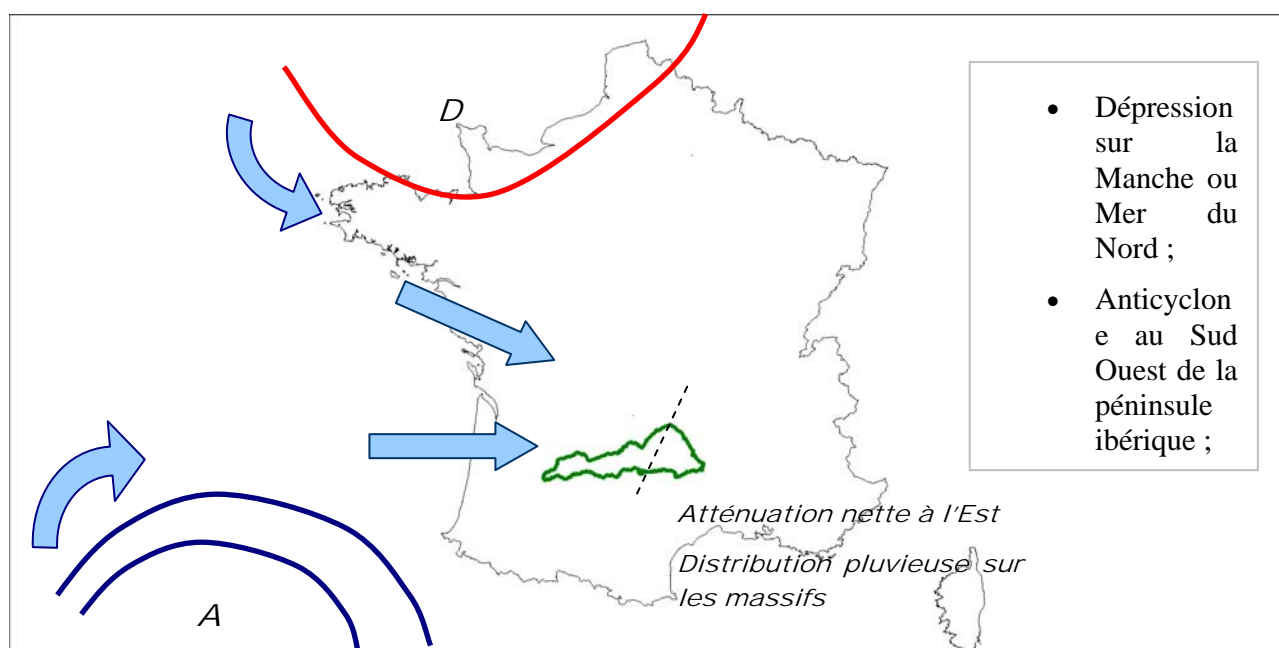 D
• Dépression
sur la
Manche ou
Mer du
Nord ;
• Anticyclon
e au Sud
Ouest de la
péninsule
ibérique ;
Atténuation nette à l'Est
Distribution pluvieuse sur
les massifs
A